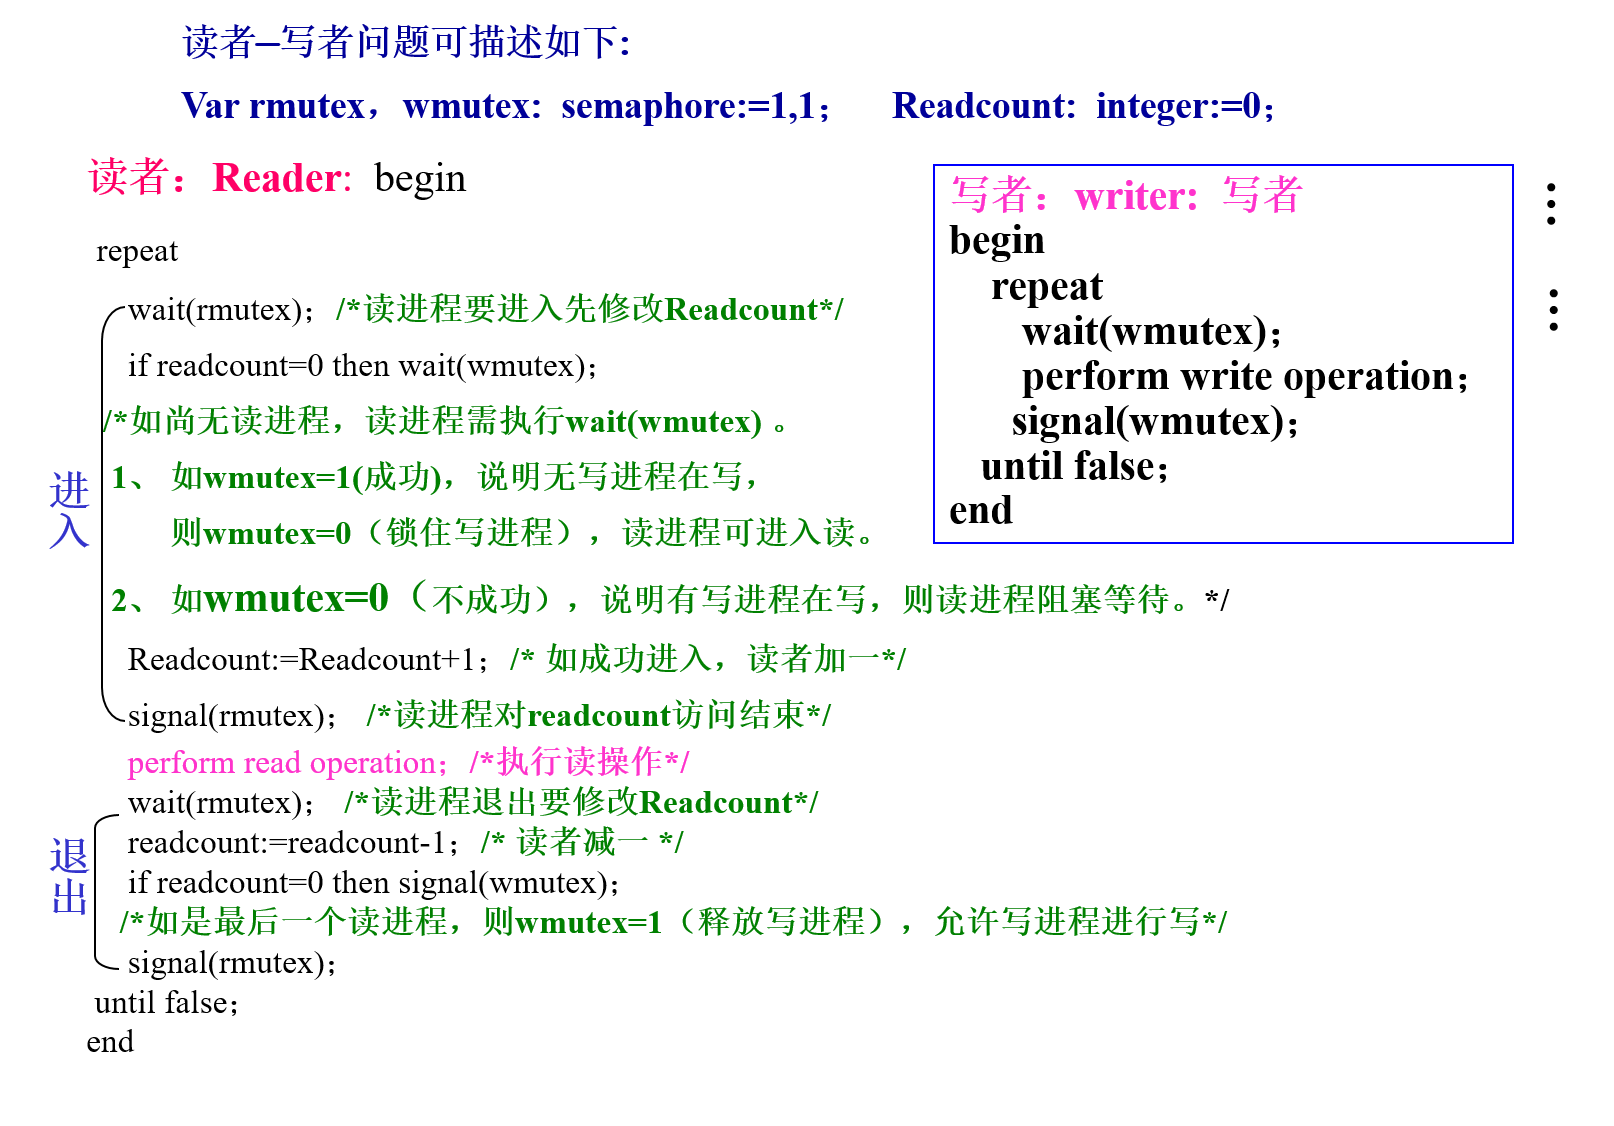 读者—写者问题可描述如下：
Var rmutex，wmutex：semaphore:=1,1；　Readcount：integer:=0；
读者：Reader：begin
repeat
wait(rmutex)；/*读进程要进入先修改Readcount*/
if readcount=0 then wait(wmutex)；
/*如尚无读进程，读进程需执行wait(wmutex) 。
1、 如wmutex=1(成功)，说明无写进程在写，
则wmutex=0（锁住写进程），读进程可进入读。
2、 如wmutex=0（不成功），说明有写进程在写，则读进程阻塞等待。*/
Readcount:=Readcount+1；/* 如成功进入，读者加一*/
signal(rmutex)； /*读进程对readcount访问结束*/
进入
perform read operation；/*执行读操作*/
wait(rmutex)； /*读进程退出要修改Readcount*/
readcount:=readcount-1；/* 读者减一 */
if readcount=0 then signal(wmutex)；
/*如是最后一个读进程，则wmutex=1（释放写进程），允许写进程进行写*/
signal(rmutex)；
退出
until false；
end
写者：writer：写者
begin
repeat
wait(wmutex)；
perform write operation；
signal(wmutex)；
until false；
end
⋮
⋮